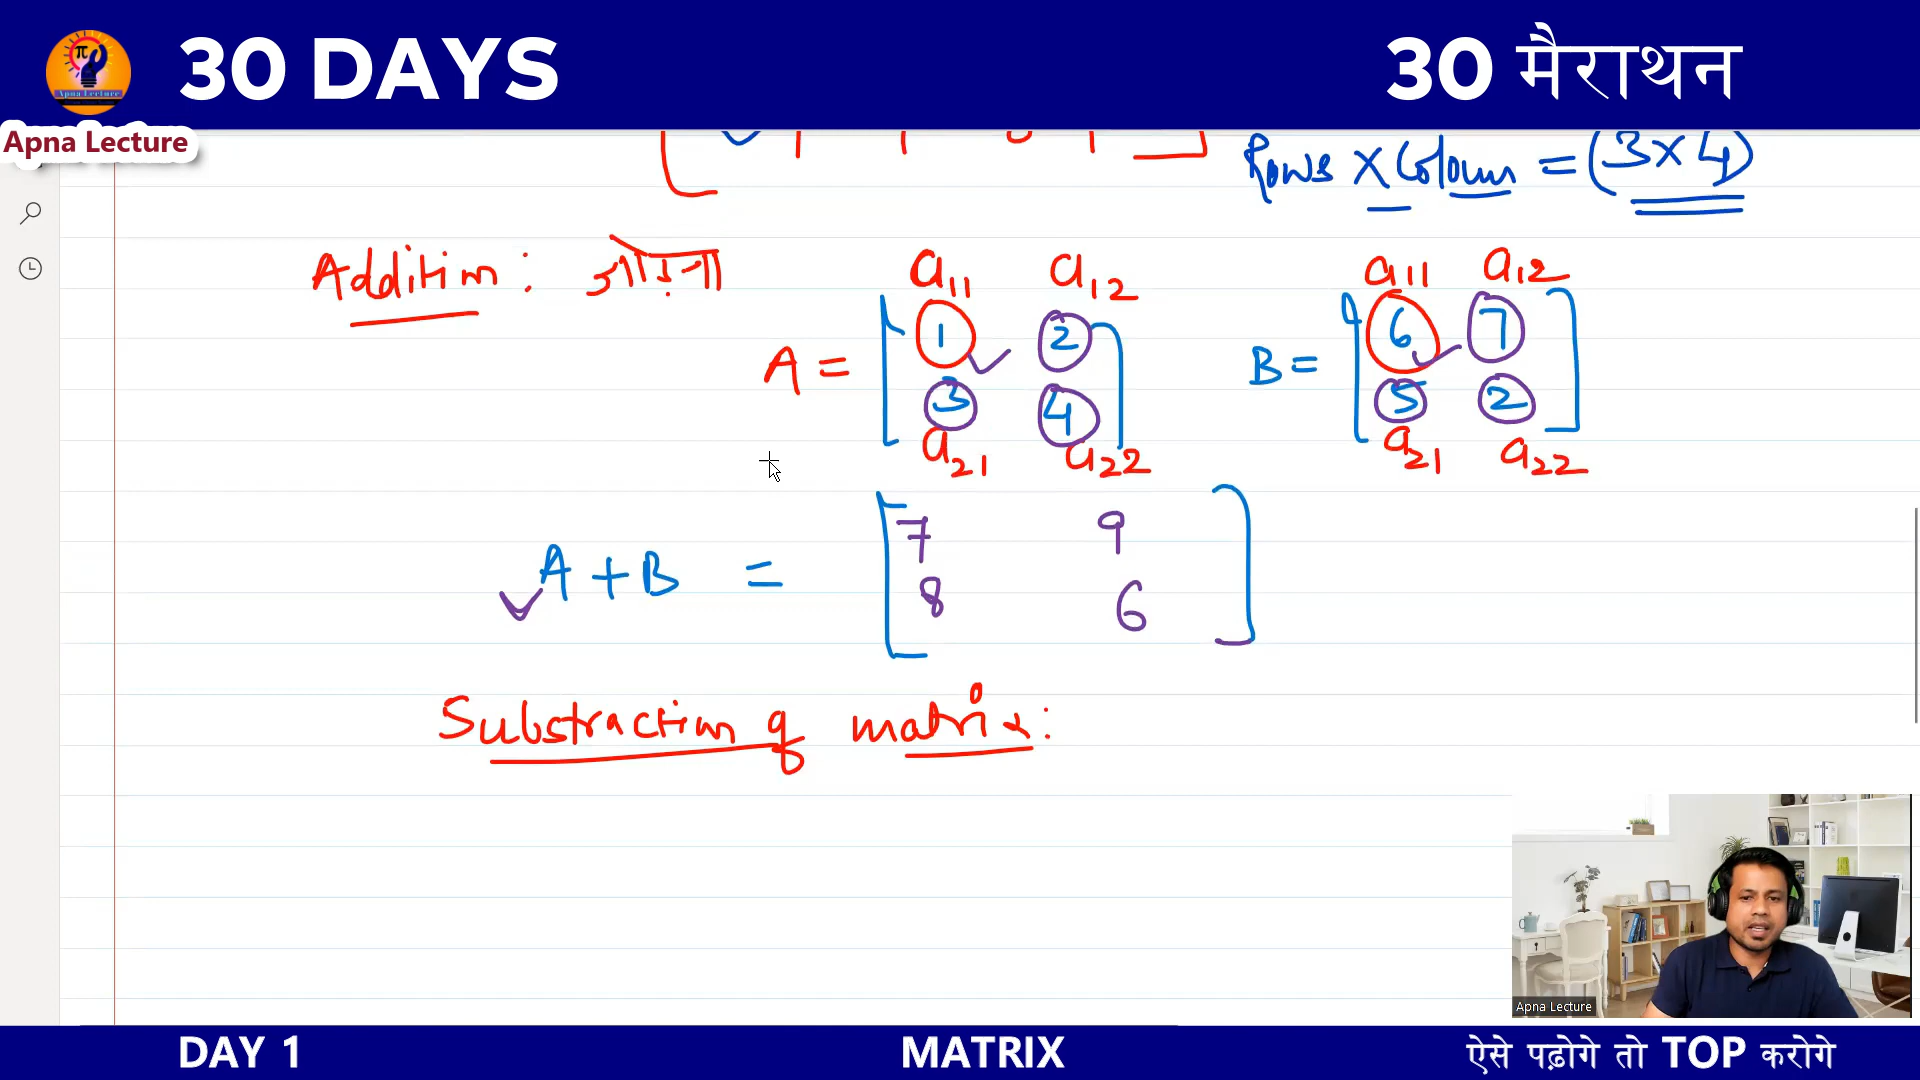 30 DAYS
30 मैराथन
Apna Lecture
Rows X Coloum = (3X4)
Addition : जोड़ना
a11 a12
a11 a12
A = [1 2
B = [6 7
3 4]
5 2]
a21 a22
a21 a22
A + B = [7 9
8 6]
Substraction of matrix :
Apna Lecture
DAY 1
MATRIX
ऐसे पढ़ोगे तो TOP करोगे